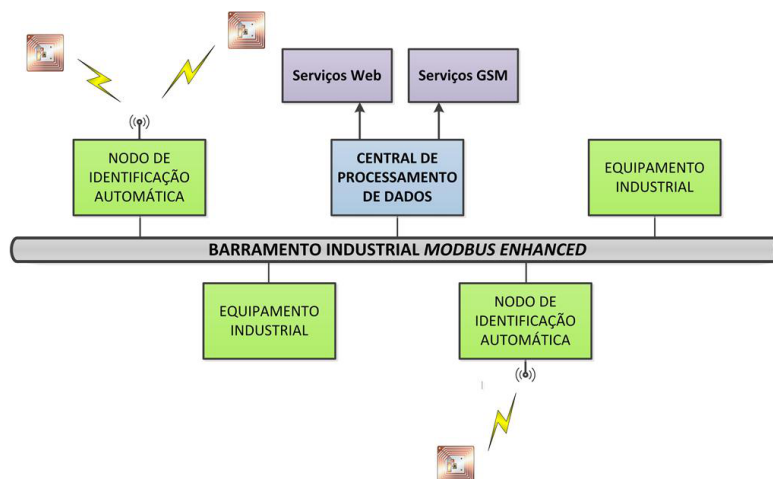 Serviços Web
Serviços GSM
NODO DE
IDENTIFICAÇÃO
AUTOMÁTICA
CENTRAL DE
PROCESSAMENTO
DE DADOS
EQUIPAMENTO
INDUSTRIAL
BARRAMENTO INDUSTRIAL MODBUS ENHANCED
EQUIPAMENTO
INDUSTRIAL
NODO DE
IDENTIFICAÇÃO
AUTOMÁTICA